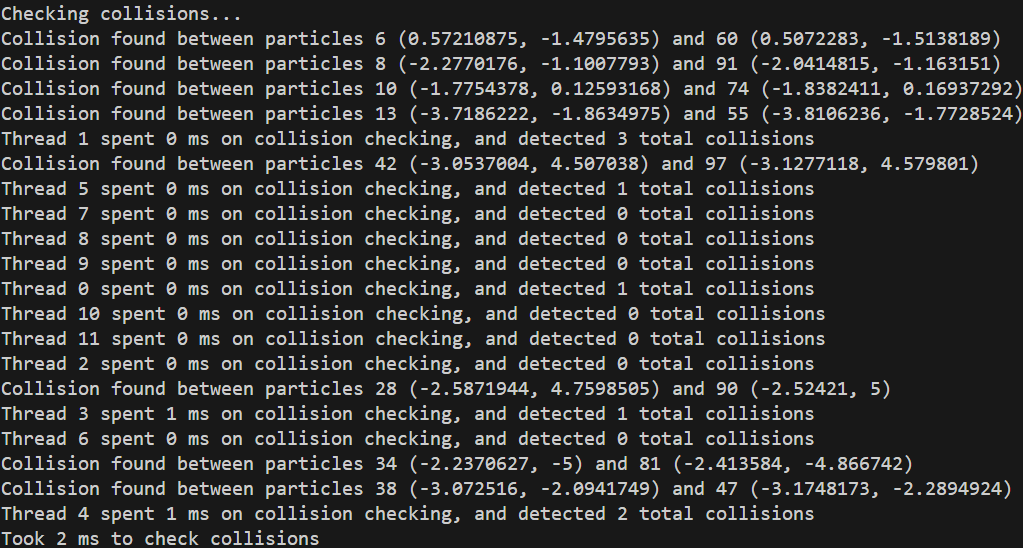 Checking collisions...
Collision found between particles 6 (0.57210875, -1.4795635) and 60 (0.5072283, -1.5138189)
Collision found between particles 8 (-2.2770176, -1.1007793) and 91 (-2.0414815, -1.163151)
Collision found between particles 10 (-1.7754378, 0.12593168) and 74 (-1.8382411, 0.16937292)
Collision found between particles 13 (-3.7186222, -1.8634975) and 55 (-3.8106236, -1.7728524)
Thread 1 spent 0 ms on collision checking, and detected 3 total collisions
Collision found between particles 42 (-3.0537004, 4.507038) and 97 (-3.1277118, 4.579801)
Thread 5 spent 0 ms on collision checking, and detected 1 total collisions
Thread 7 spent 0 ms on collision checking, and detected 0 total collisions
Thread 8 spent 0 ms on collision checking, and detected 0 total collisions
Thread 9 spent 0 ms on collision checking, and detected 0 total collisions
Thread 0 spent 0 ms on collision checking, and detected 1 total collisions
Thread 10 spent 0 ms on collision checking, and detected 0 total collisions
Thread 11 spent 0 ms on collision checking, and detected 0 total collisions
Thread 2 spent 0 ms on collision checking, and detected 0 total collisions
Collision found between particles 28 (-2.5871944, 4.7598505) and 90 (-2.52421, 5)
Thread 3 spent 1 ms on collision checking, and detected 1 total collisions
Thread 6 spent 0 ms on collision checking, and detected 0 total collisions
Collision found between particles 34 (-2.2370627, -5) and 81 (-2.413584, -4.866742)
Collision found between particles 38 (-3.072516, -2.0941749) and 47 (-3.1748173, -2.2894924)
Thread 4 spent 1 ms on collision checking, and detected 2 total collisions
Took 2 ms to check collisions